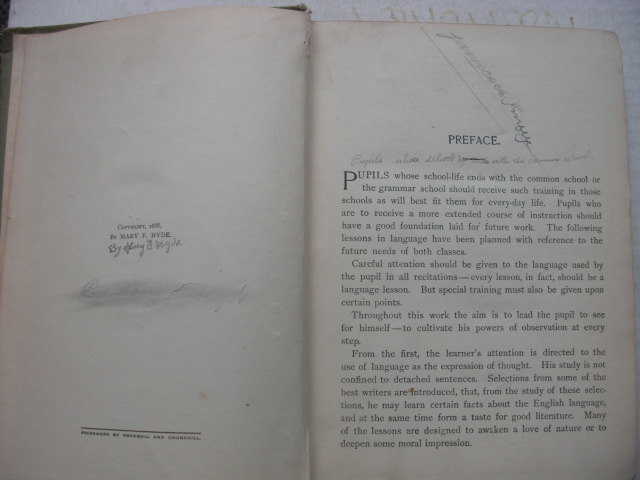 COPYRIGHT, 1888,
BY MARY F. HYDE.
By Mary F Hyde
PRESSWORK BY ROCKWELL AND CHURCHILL.
PREFACE.
Pupils whose school with the common school
PUPILS whose school-life ends with the common school or
the grammar school should receive such training in those
schools as will best fit them for every-day life. Pupils who
are to receive a more extended course of instruction should
have a good foundation laid for future work. The following
lessons in language have been planned with reference to the
future needs of both classes.
Careful attention should be given to the language used by
the pupil in all recitations—every lesson, in fact, should be a
language lesson. But special training must also be given upon
certain points.
Throughout this work the aim is to lead the pupil to see
for himself—to cultivate his powers of observation at every
step.
From the first, the learner's attention is directed to the
use of language as the expression of thought. His study is not
confined to detached sentences. Selections from some of the
best writers are introduced, that, from the study of these selec-
tions, he may learn certain facts about the English language,
and at the same time form a taste for good literature. Many
of the lessons are designed to awaken a love of nature or to
deepen some moral impression.